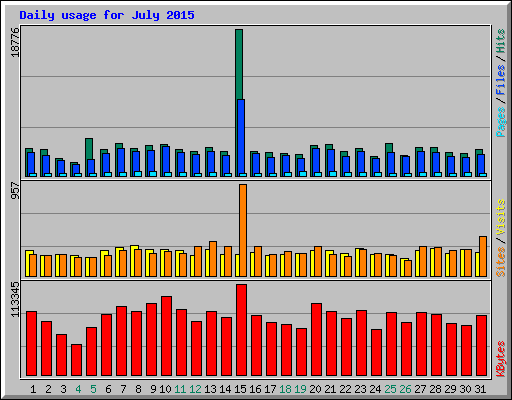 Daily usage for July 2015
18776
Pages / Files / Hits
957
Sites / Visits
113345
KBytes
1 2 3 4 5 6 7 8 9 10 11 12 13 14 15 16 17 18 19 20 21 22 23 24 25 26 27 28 29 30 31